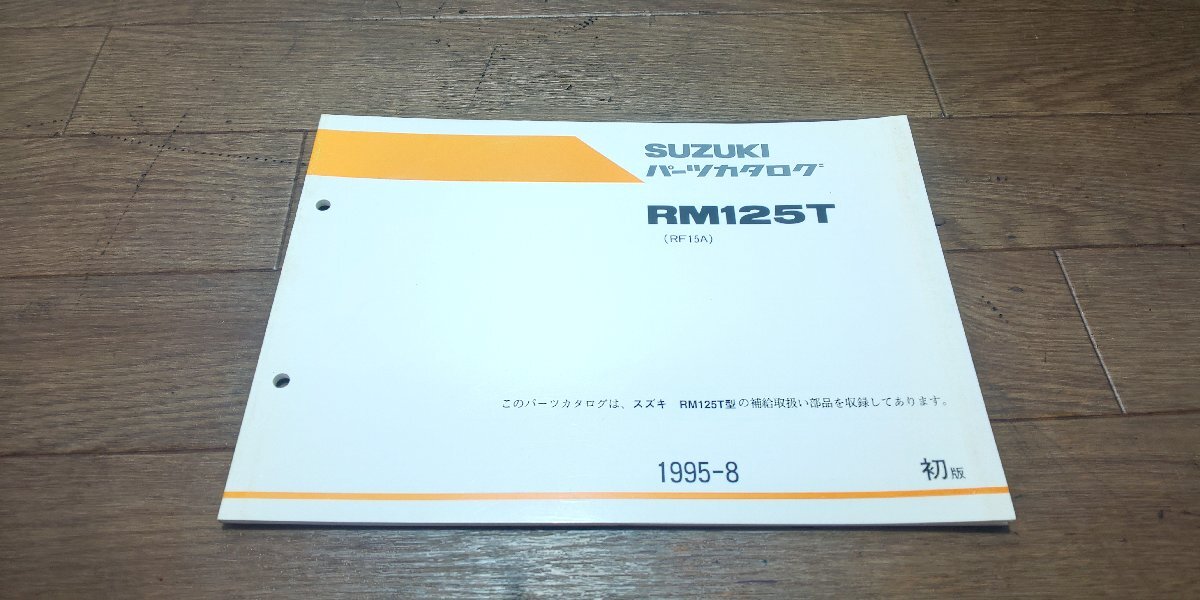 SUZUKI
パーツカタログ
RM125T
(RF15A)
このパーツカタログは、スズキ RM125T型の補給取扱い部品を収録してあります。
1995-8 初版